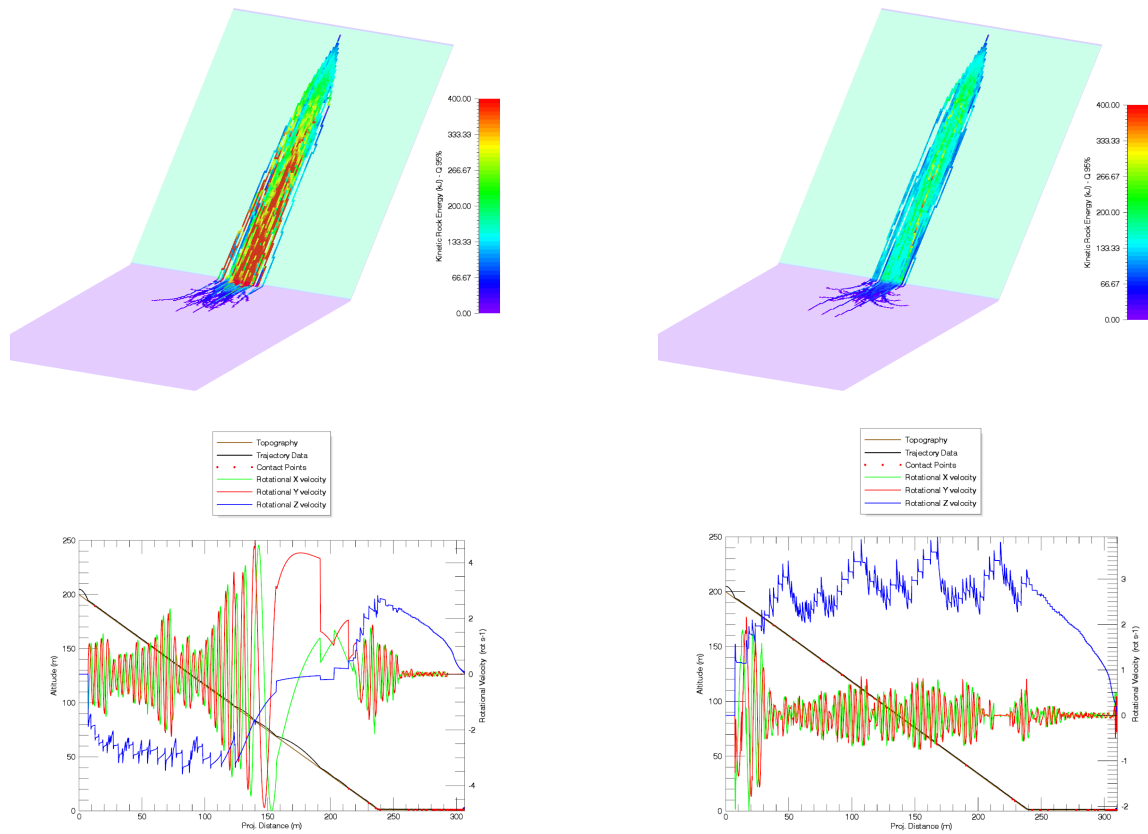 400.00
333.33
266.67
200.00
133.33
66.67
0.00
Kinetic Rock Energy (kJ) - Q 95%
400.00
333.33
266.67
200.00
133.33
66.67
0.00
Kinetic Rock Energy (kJ) - Q 95%
Topography
Trajectory Data
Contact Points
Rotational X velocity
Rotational Y velocity
Rotational Z velocity
Topography
Trajectory Data
Contact Points
Rotational X velocity
Rotational Y velocity
Rotational Z velocity
250
200
150
100
50
0
Altitude (m)
0 50 100 150 200 250 300
Proj. Distance (m)
4
2
0
-2
-4
Rotational Velocity (rot s-1)
250
200
150
100
50
0
Altitude (m)
0 50 100 150 200 250 300
Proj. Distance (m)
3
2
1
0
-1
-2
Rotational Velocity (rot s-1)